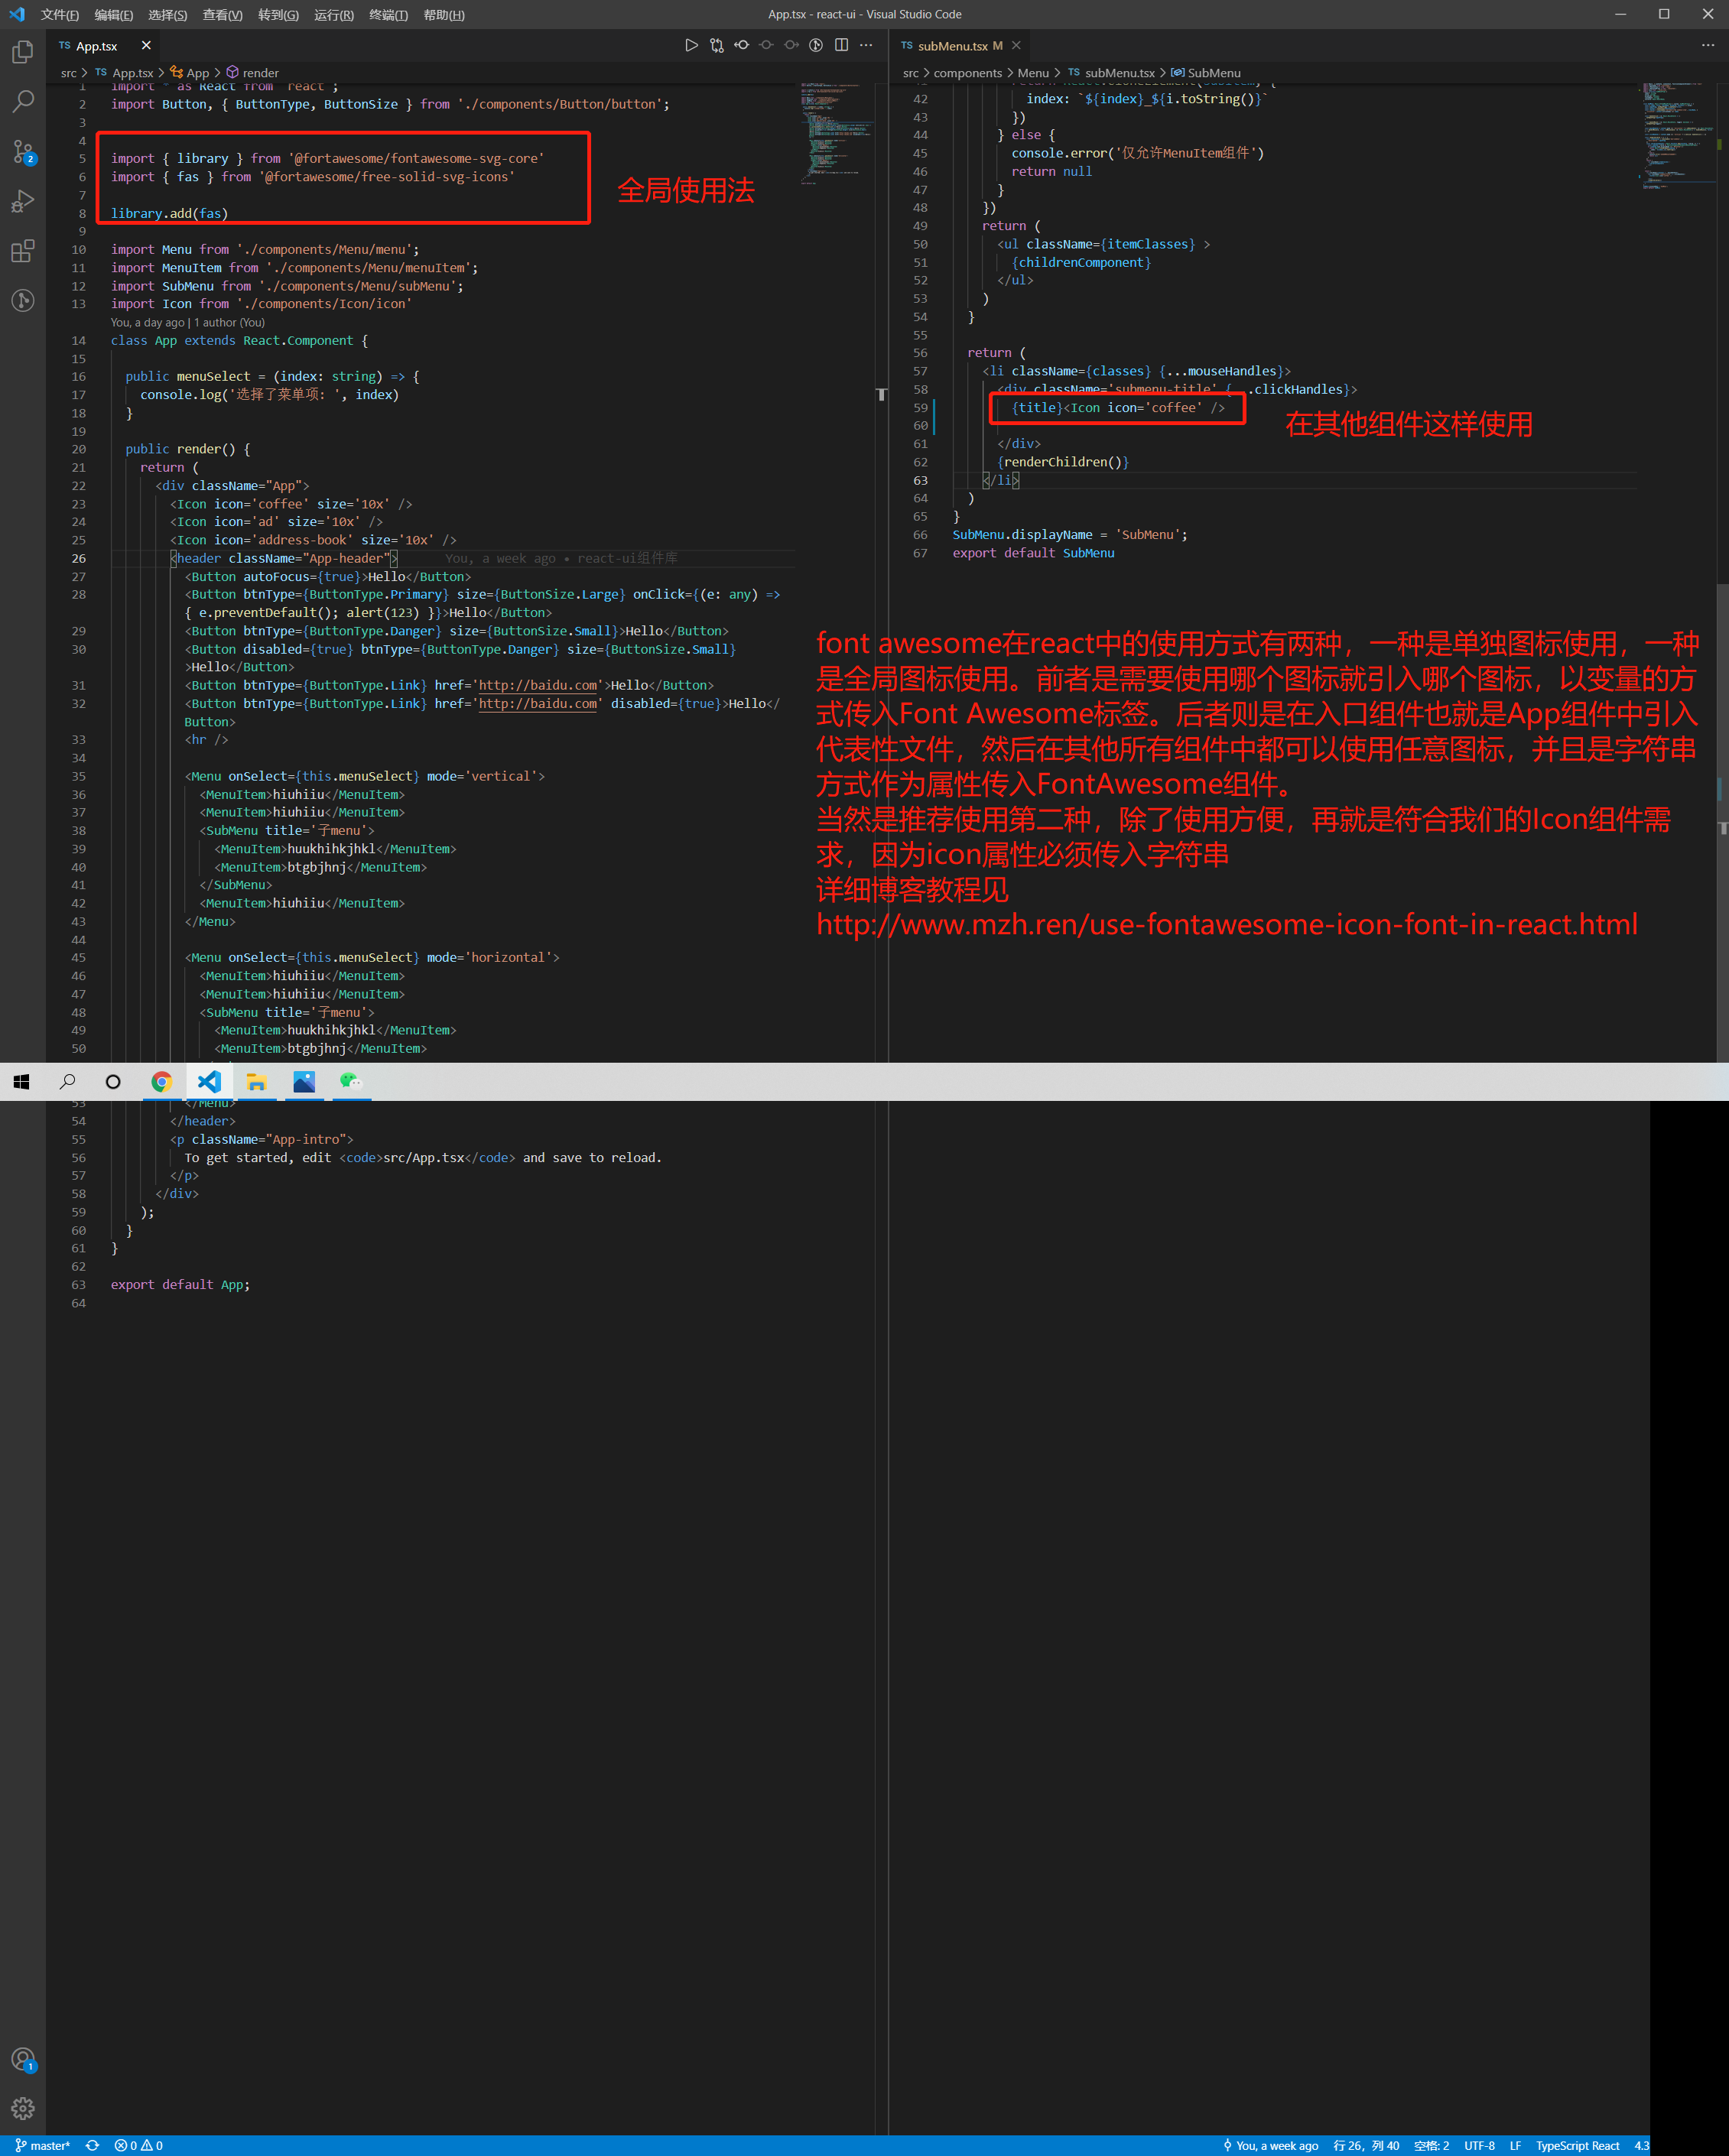 文件(F) 编辑(E) 选择(S) 查看(V) 转到(G) 运行(R) 终端(T) 帮助(H)
App.tsx - react-ui - Visual Studio Code
TS App.tsx
src > TS App.tsx > App > render
1 import * as React from 'react';
2 import Button, { ButtonType, ButtonSize } from './components/Button/button';
3
4
5 import { library } from '@fortawesome/fontawesome-svg-core'
6 import { fas } from '@fortawesome/free-solid-svg-icons'
7
8 library.add(fas)
9
全局使用法
10 import Menu from './components/Menu/menu';
11 import MenuItem from './components/Menu/menuItem';
12 import SubMenu from './components/Menu/subMenu';
13 import Icon from './components/Icon/icon'
You, a day ago | 1 author (You)
14 class App extends React.Component {
15
16 public menuSelect = (index: string) => {
17 console.log('选择了菜单项: ', index)
18 }
19
20 public render() {
21 return (
22 <div className="App">
23 <Icon icon='coffee' size='10x' />
24 <Icon icon='ad' size='10x' />
25 <Icon icon='address-book' size='10x' />
26 <header className="App-header"> You, a week ago • react-ui组件库
27 <Button autoFocus={true}>Hello</Button>
28 <Button btnType={ButtonType.Primary} size={ButtonSize.Large} onClick={(e: any) =>
{ e.preventDefault(); alert(123) }}>Hello</Button>
29 <Button btnType={ButtonType.Danger} size={ButtonSize.Small}>Hello</Button>
30 <Button disabled={true} btnType={ButtonType.Danger} size={ButtonSize.Small}
>Hello</Button>
31 <Button btnType={ButtonType.Link} href='http://baidu.com'>Hello</Button>
32 <Button btnType={ButtonType.Link} href='http://baidu.com' disabled={true}>Hello</
Button>
33 <hr />
34
35 <Menu onSelect={this.menuSelect} mode='vertical'>
36 <MenuItem>hiuhiiu</MenuItem>
37 <MenuItem>hiuhiiu</MenuItem>
38 <SubMenu title='子menu'>
39 <MenuItem>huukhihkjhkl</MenuItem>
40 <MenuItem>btgbjhnj</MenuItem>
41 </SubMenu>
42 <MenuItem>hiuhiiu</MenuItem>
43 </Menu>
44
45 <Menu onSelect={this.menuSelect} mode='horizontal'>
46 <MenuItem>hiuhiiu</MenuItem>
47 <MenuItem>hiuhiiu</MenuItem>
48 <SubMenu title='子menu'>
49 <MenuItem>huukhihkjhkl</MenuItem>
50 <MenuItem>btgbjhnj</MenuItem>
53 </Menu>
54 </header>
55 <p className="App-intro">
56 To get started, edit <code>src/App.tsx</code> and save to reload.
57 </p>
58 </div>
59 );
60 }
61 }
62
63 export default App;
64
TS subMenu.tsx M
src > components > Menu > TS subMenu.tsx > SubMenu
42 index: `${index}_${i.toString()}`
43 })
44 } else {
45 console.error('仅允许MenuItem组件')
46 return null
47 }
48 })
49 return (
50 <ul className={itemClasses} >
51 {childrenComponent}
52 </ul>
53 )
54 }
55
56 return (
57 <li className={classes} {...mouseHandles}>
58 <div className='submenu-title' {...clickHandles}>
59 {title}<Icon icon='coffee' />
60
在其他组件这样使用
61 </div>
62 {renderChildren()}
63 </li>
64 )
65 }
66 SubMenu.displayName = 'SubMenu';
67 export default SubMenu
font awesome在react中的使用方式有两种，一种是单独图标使用，一种
是全局图标使用。前者是需要使用哪个图标就引入哪个图标，以变量的方
式传入Font Awesome标签。后者则是在入口组件也就是App组件中引入
代表性文件，然后在其他所有组件中都可以使用任意图标，并且是字符串
方式作为属性传入FontAwesome组件。
当然是推荐使用第二种，除了使用方便，再就是符合我们的Icon组件需
求，因为icon属性必须传入字符串
详细博客教程见
http://www.mzh.ren/use-fontawesome-icon-font-in-react.html
2
1
master* 0 0 You, a week ago 行 26，列 40 空格: 2 UTF-8 LF TypeScript React 4.3